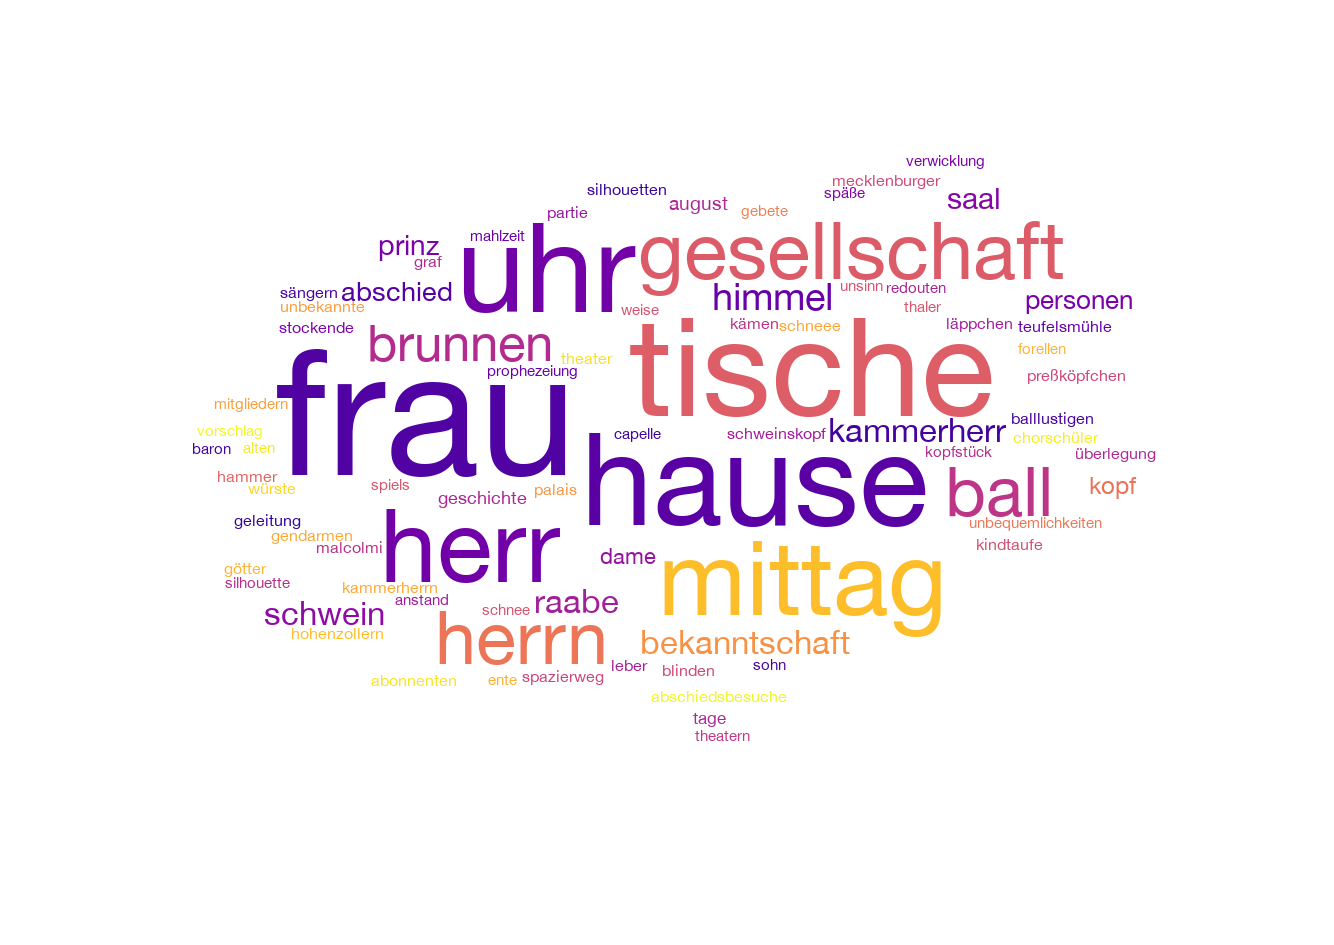 verwicklung
mecklenburger
silhouetten
späße
saal
august
partie
gebete
mahlzeit
prinz
uhr
gesellschaft
graf
unsinn
redouten
sängern
abschied
himmel
personen
unbekannte
weise
thaler
stockende
kämen
schneee
läppchen
teufelsmühle
brunnen
theater
tische
forellen
prophezeiung
preßköpfchen
frau
mitgliedern
balllustigen
vorschlag
capelle
schweinskopf
kammerherr
chorschüler
baron
alten
kopfstück
überlegung
hammer
hause
würste
spiels
geschichte
palais
ball
kopf
geleitung
unbequemlichkeiten
gendarmen
malcolmi
herr
dame
mittag
kindtaufe
götter
silhouette
kammerherrn
anstand
schnee
raabe
schwein
hohenzollern
herrn
bekanntschaft
leber
blinden
sohn
abonnenten
ente
spazierweg
abschiedsbesuche
tage
theatern